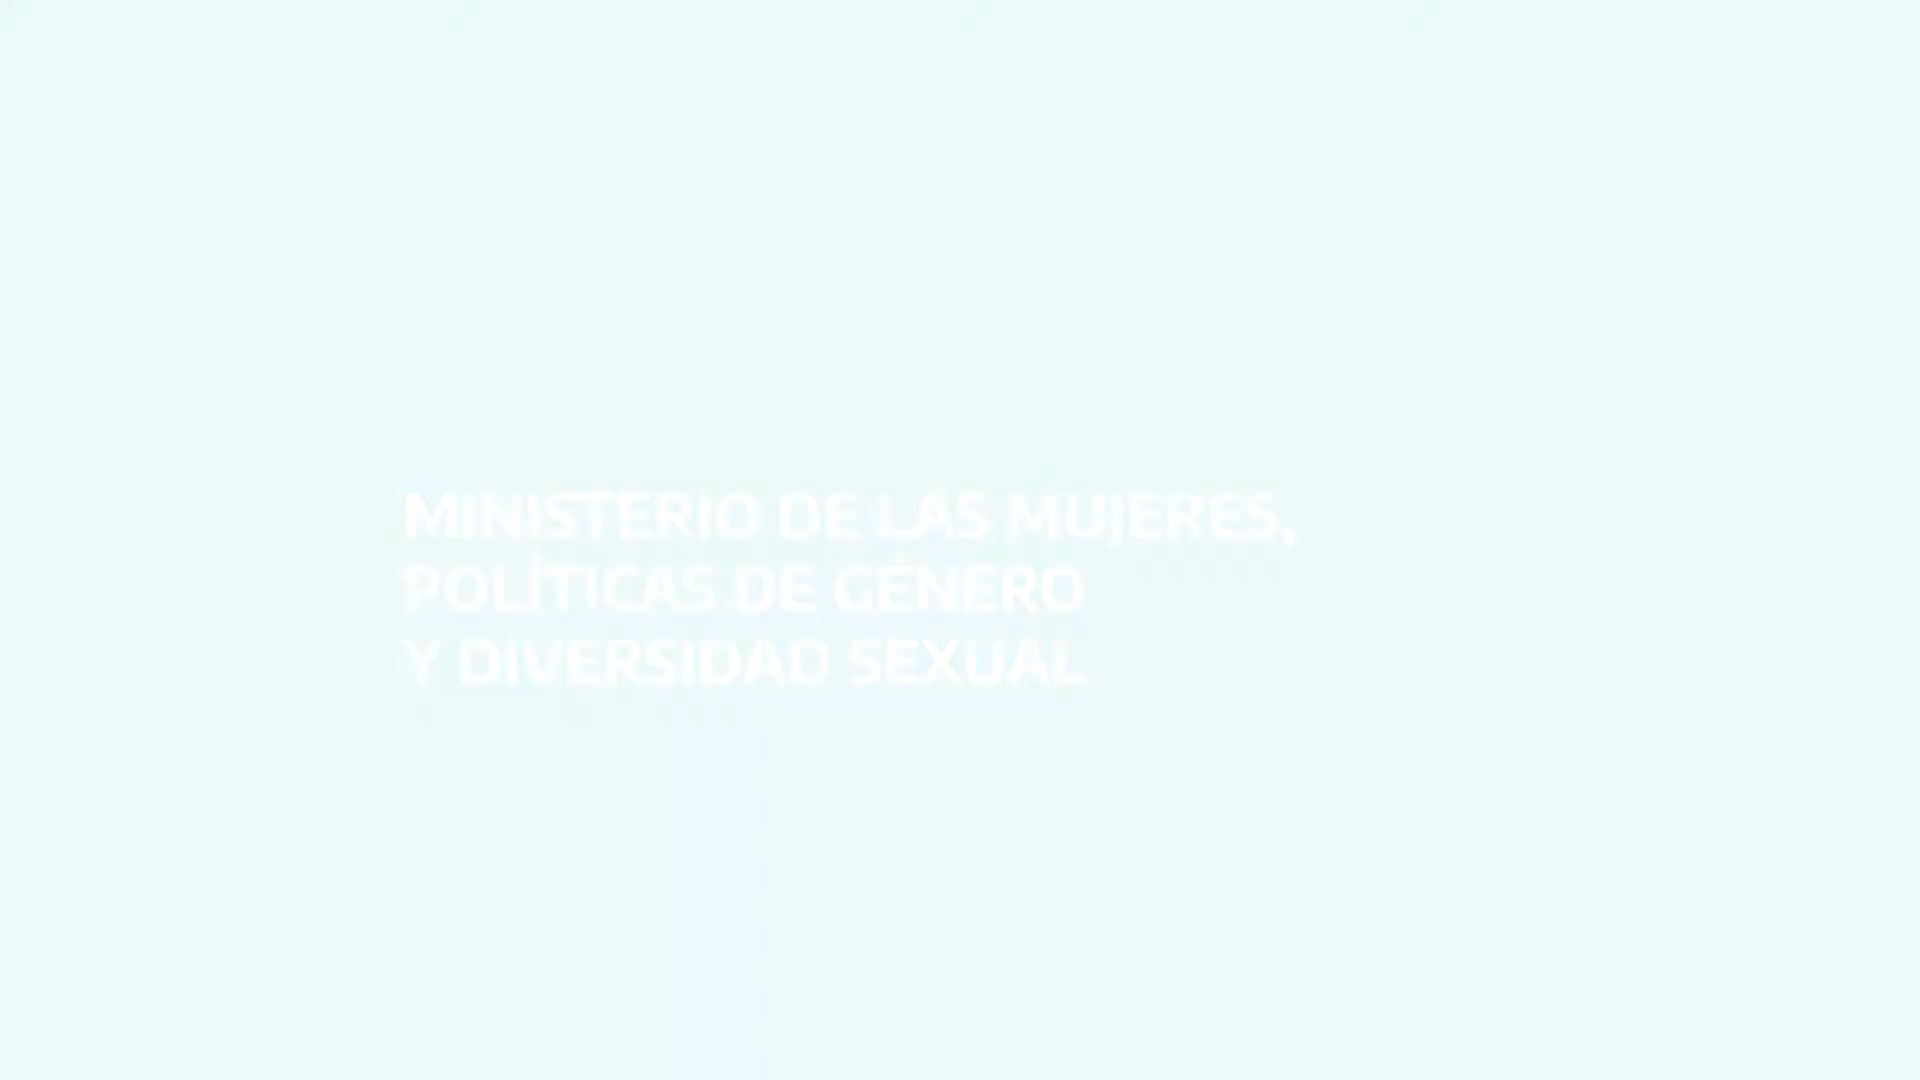 MINISTERIO DE LAS MUJERES,
POLÍTICAS DE GÉNERO
Y DIVERSIDAD SEXUAL